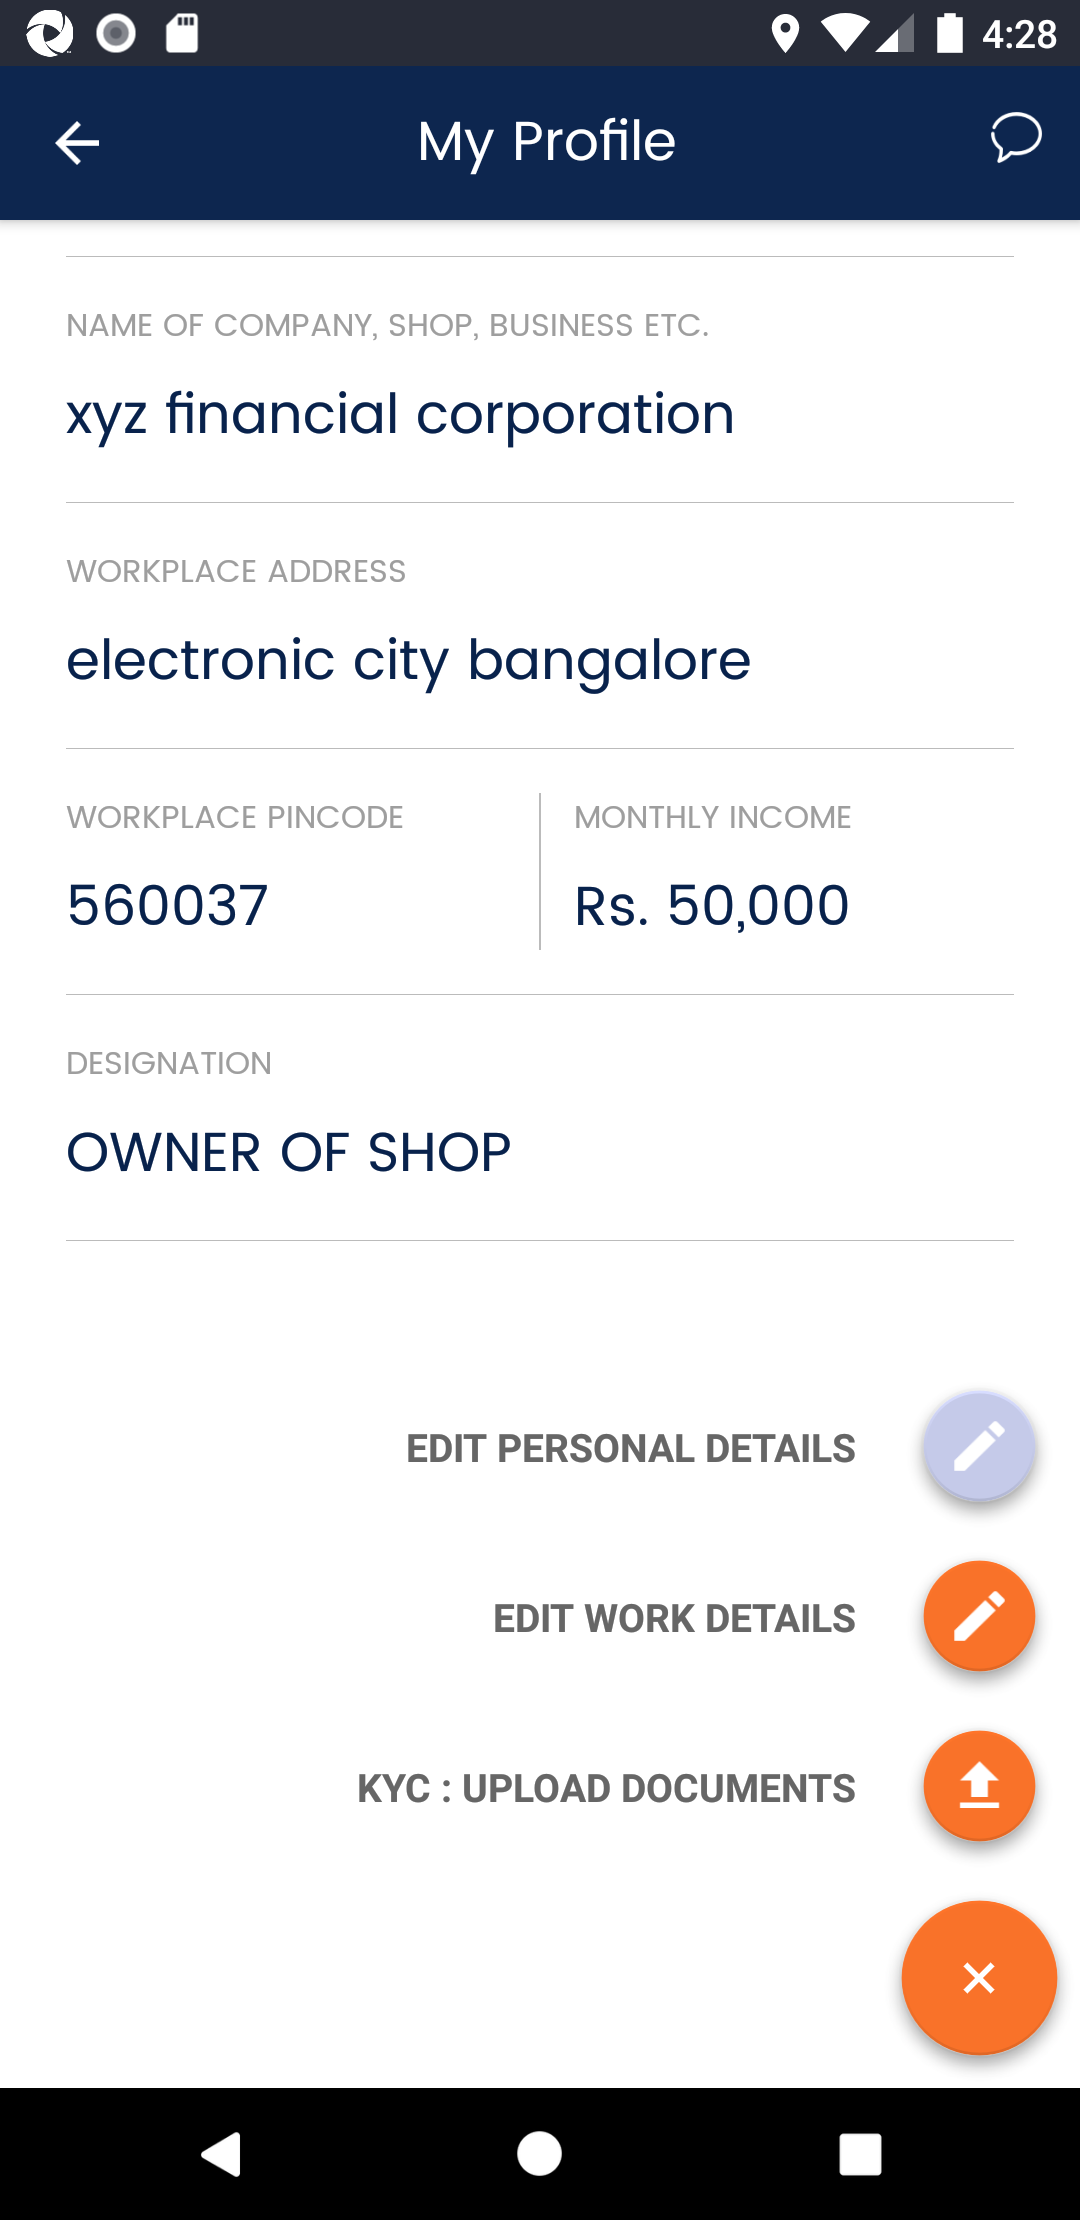 4:28
My Profile
NAME OF COMPANY, SHOP, BUSINESS ETC.
xyz financial corporation
WORKPLACE ADDRESS
electronic city bangalore
WORKPLACE PINCODE
560037
MONTHLY INCOME
Rs. 50,000
DESIGNATION
OWNER OF SHOP
EDIT PERSONAL DETAILS
EDIT WORK DETAILS
KYC : UPLOAD DOCUMENTS